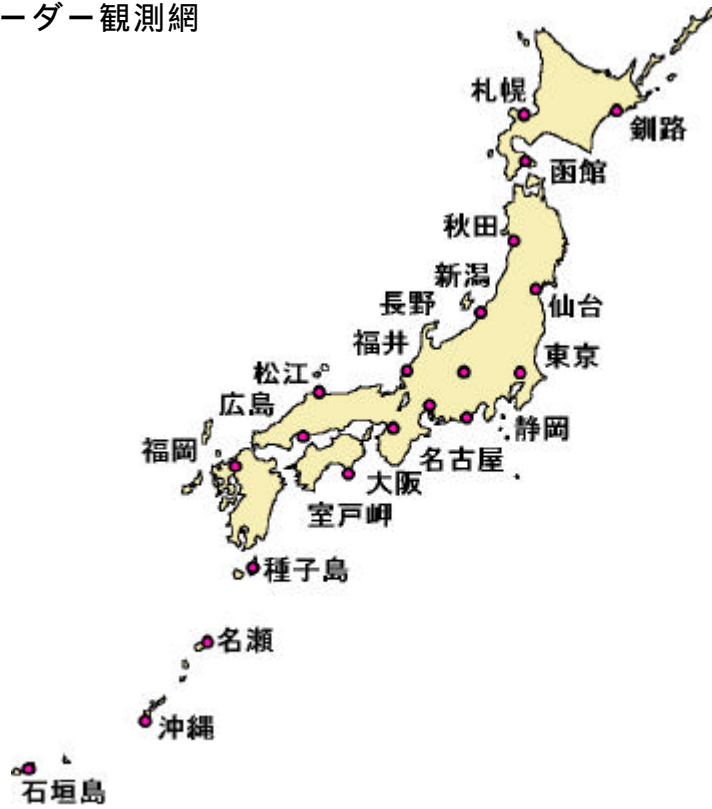 ーダー観測網
札幌
釧路
函館
秋田
新潟
仙台
長野
福井
東京
松江
広島
静岡
福岡
名古屋
大阪
室戸岬
種子島
名瀬
沖縄
石垣島